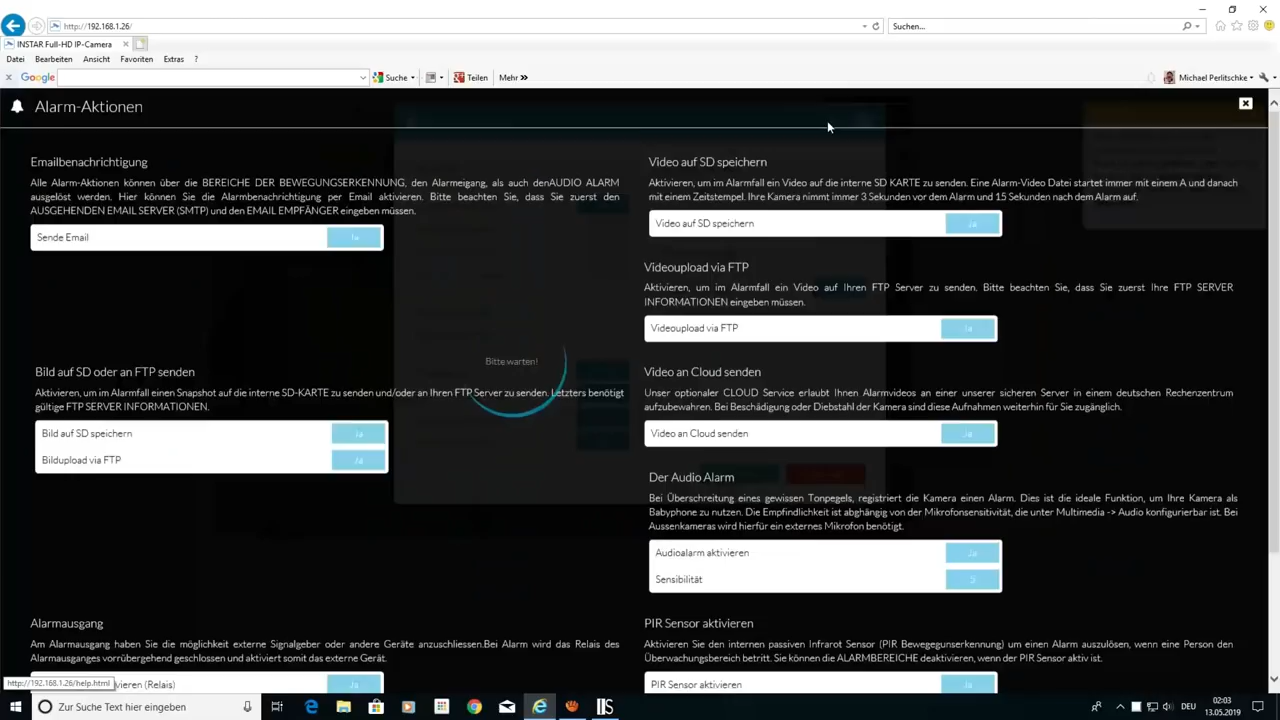 http://192.168.1.26/
Suchen...
INSTAR Full-HD IP-Camera
Datei Bearbeiten Ansicht Favoriten Extras ?
Google Suche Teilen Mehr »
Michael Perlitschke
Alarm-Aktionen
Emailbenachrichtigung
Alle Alarm-Aktionen können über die BEREICHE DER BEWEGUNGSERKENNUNG, den Alarmeigang, als auch denAUDIO ALARM
ausgelöst werden. Hier können Sie die Alarmbenachrichtigung per Email aktivieren. Bitte beachten Sie, dass Sie zuerst den
AUSGEHENDEN EMAIL SERVER (SMTP) und den EMAIL EMPFÄNGER eingeben müssen.
Sende Email
Bild auf SD oder an FTP senden
Aktivieren, um im Alarmfall einen Snapshot auf die interne SD-KARTE zu senden und/oder an Ihren FTP Server zu senden. Letzters benötigt
gültige FTP SERVER INFORMATIONEN.
Bild auf SD speichern Ja
Bildupload via FTP Ja
Alarmausgang
Am Alarmausgang haben Sie die möglichkeit externe Signalgeber oder andere Geräte anzuschliessen.Bei Alarm wird das Relais des
Alarmausganges vorrübergehend geschlossen und aktiviert somit das externe Gerät.
vieren (Relais) Ja
Video auf SD speichern
Aktivieren, um im Alarmfall ein Video auf die interne SD KARTE zu senden. Eine Alarm-Video Datei startet immer mit einem A und danach
mit einem Zeitstempel. Ihre Kamera nimmt immer 3 Sekunden vor dem Alarm und 15 Sekunden nach dem Alarm auf.
Video auf SD speichern Ja
Videoupload via FTP
Aktivieren, um im Alarmfall ein Video auf Ihren FTP Server zu senden. Bitte beachten Sie, dass Sie zuerst Ihre FTP SERVER
INFORMATIONEN eingeben müssen.
Videoupload via FTP Ja
Video an Cloud senden
Unser optionaler CLOUD Service erlaubt Ihnen Alarmvideos an einem sicheren Server in einem deutschen Rechenzentrum
aufzubewahren. Bei Beschädigung oder Diebstahl der Kamera sind diese Aufnahmen weiterhin für Sie zugänglich.
Video an Cloud senden Ja
Der Audio Alarm
Bei Überschreitung eines gewissen Tonpegels, registriert die Kamera einen Alarm. Dies ist die ideale Funktion, um Ihre Kamera als
Babyphone zu nutzen. Die Empfindlichkeit ist abghängig von der Mikrofonsensitivität, die unter Multimedia -> Audio konfigurierbar ist. Bei
Aussenkameras wird hierfür ein externes Mikrofon benötigt.
Audioalarm aktivieren Ja
Sensibilität 5
PIR Sensor aktivieren
Aktivieren Sie den internen passiven Infrarot Sensor (PIR Bewegungserkennung) um einen Alarm auszulösen, wenn eine Person den
Überwachungsbereich betritt. Sie können die ALARMBEREICHE deaktivieren, wenn der PIR Sensor aktiv ist.
PIR Sensor aktivieren Ja
Bitte warten!
http://192.168.1.26/help.html
Zur Suche Text hier eingeben
DEU
02:03
13.05.2019